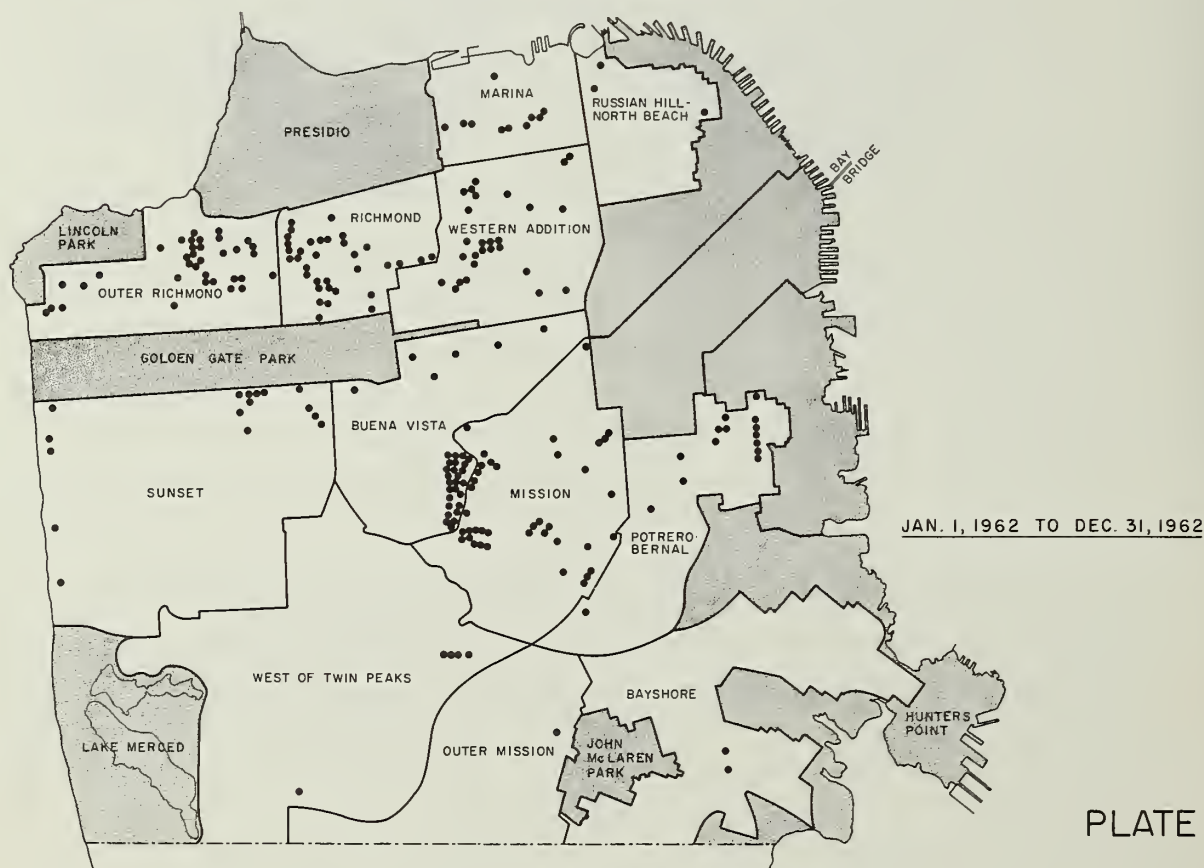 MARINA
RUSSIAN HILL-
NORTH BEACH
PRESIDIO
BAY
BRIDGE
RICHMOND
LINCOLN
PARK
WESTERN ADDITION
OUTER RICHMOND
GOLDEN GATE PARK
BUENA VISTA
SUNSET
MISSION
POTRERO-
BERNAL
JAN. 1, 1962 TO DEC. 31, 1962
WEST OF TWIN PEAKS
BAYSHORE
HUNTERS
POINT
LAKE MERCED
OUTER MISSION
JOHN
McLAREN
PARK
PLATE